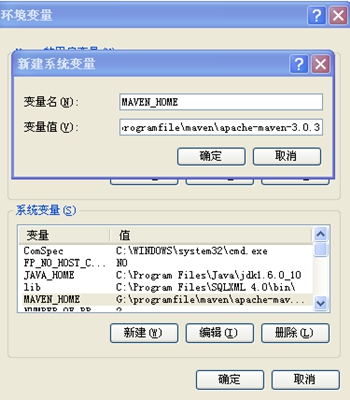 环境变量
新建系统变量
变量名(N):
MAVEN_HOME
变量值(V):
rogramfile\maven\apache-maven-3.0.3
确定
取消
系统变量(S)
变量
值
ComSpec
C:\WINDOWS\system32\cmd.exe
FP_NO_HOST_C...
NO
JAVA_HOME
C:\Program Files\Java\jdk1.6.0_10
lib
C:\Program Files\SQLXML 4.0\bin\
MAVEN_HOME
G:\programfile\maven\apache-mav...
新建(W)
编辑(I)
删除(L)
确定
取消